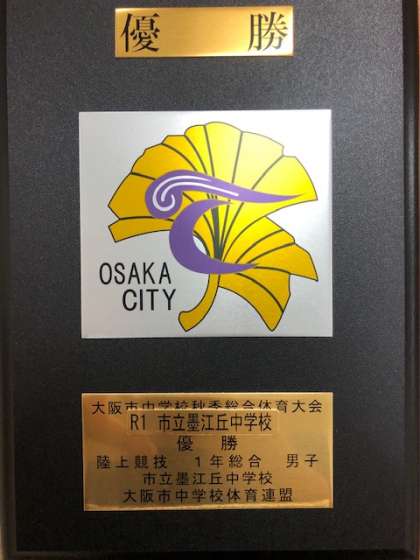 優 勝
OSAKA
CITY
大阪市中学校秋季総合体育大会
R1 市立墨江丘中学校
優 勝
陸上競技 1年総合 男子
市立墨江丘中学校
大阪市中学校体育連盟